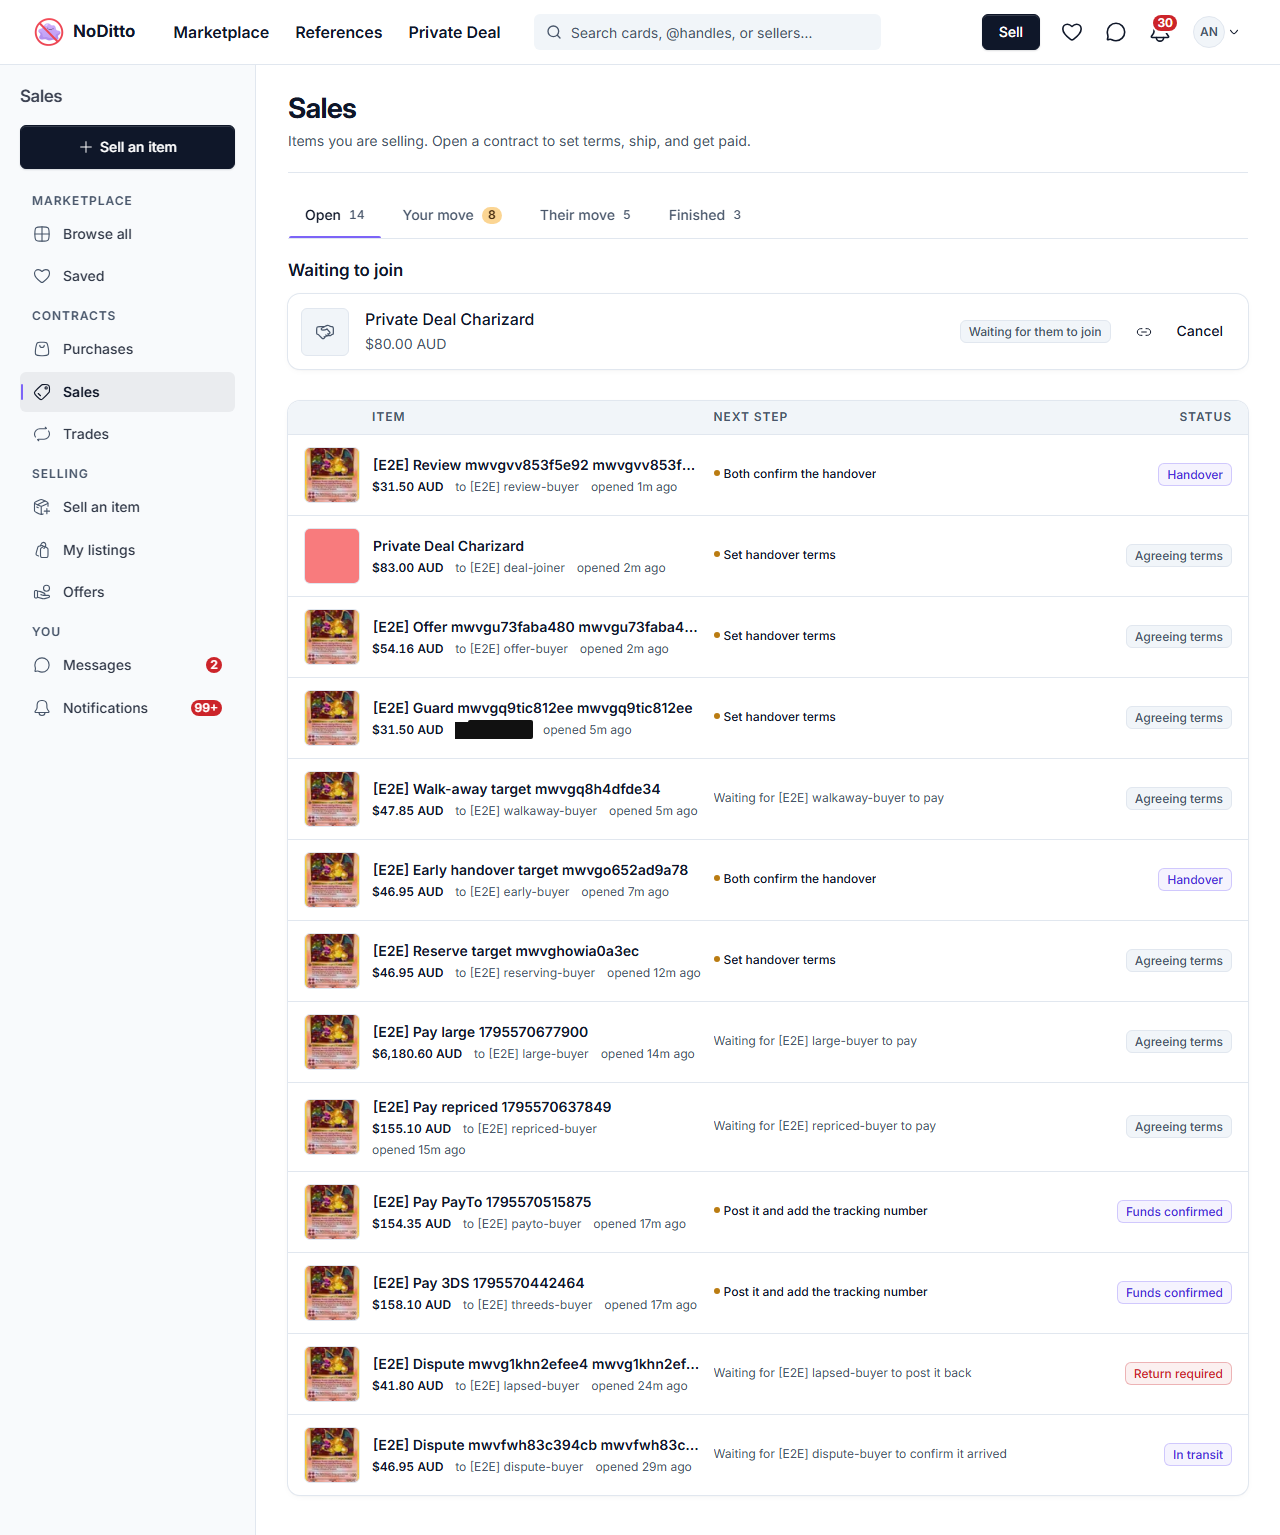 NoDitto
Marketplace
References
Private Deal
Search cards, @handles, or sellers...
Sell
30
AN
Sales
Sell an item
MARKETPLACE
Browse all
Saved
CONTRACTS
Purchases
Sales
Trades
SELLING
Sell an item
My listings
Offers
YOU
Messages 2
Notifications 99+
Sales
Items you are selling. Open a contract to set terms, ship, and get paid.
Open 14
Your move 8
Their move 5
Finished 3
Waiting to join
Private Deal Charizard
$80.00 AUD
Waiting for them to join
Cancel
ITEM NEXT STEP STATUS
[E2E] Review mwvgvv853f5e92 mwvgvv853f...
$31.50 AUD to [E2E] review-buyer opened 1m ago
Both confirm the handover
Handover
Private Deal Charizard
$83.00 AUD to [E2E] deal-joiner opened 2m ago
Set handover terms
Agreeing terms
[E2E] Offer mwvgu73faba480 mwvgu73faba4...
$54.16 AUD to [E2E] offer-buyer opened 2m ago
Set handover terms
Agreeing terms
[E2E] Guard mwvgq9tic812ee mwvgq9tic812ee
$31.50 AUD opened 5m ago
Set handover terms
Agreeing terms
[E2E] Walk-away target mwvgq8h4dfde34
$47.85 AUD to [E2E] walkaway-buyer opened 5m ago
Waiting for [E2E] walkaway-buyer to pay
Agreeing terms
[E2E] Early handover target mwvgo652ad9a78
$46.95 AUD to [E2E] early-buyer opened 7m ago
Both confirm the handover
Handover
[E2E] Reserve target mwvghowia0a3ec
$46.95 AUD to [E2E] reserving-buyer opened 12m ago
Set handover terms
Agreeing terms
[E2E] Pay large 1795570677900
$6,180.60 AUD to [E2E] large-buyer opened 14m ago
Waiting for [E2E] large-buyer to pay
Agreeing terms
[E2E] Pay repriced 1795570637849
$155.10 AUD to [E2E] repriced-buyer
opened 15m ago
Waiting for [E2E] repriced-buyer to pay
Agreeing terms
[E2E] Pay PayTo 1795570515875
$154.35 AUD to [E2E] payto-buyer opened 17m ago
Post it and add the tracking number
Funds confirmed
[E2E] Pay 3DS 1795570442464
$158.10 AUD to [E2E] threeds-buyer opened 17m ago
Post it and add the tracking number
Funds confirmed
[E2E] Dispute mwvg1khn2efee4 mwvg1khn2ef...
$41.80 AUD to [E2E] lapsed-buyer opened 24m ago
Waiting for [E2E] lapsed-buyer to post it back
Return required
[E2E] Dispute mwvfwh83c394cb mwvfwh83c...
$46.95 AUD to [E2E] dispute-buyer opened 29m ago
Waiting for [E2E] dispute-buyer to confirm it arrived
In transit